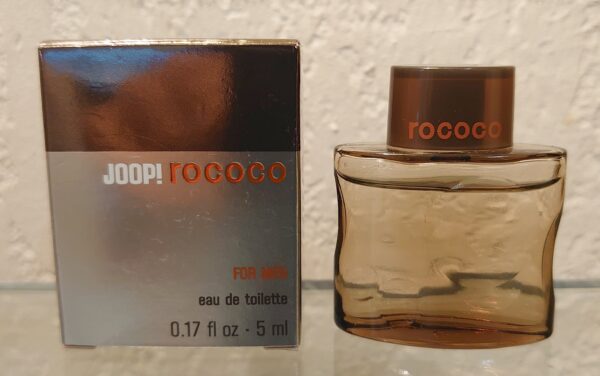 JOOP! rococo
FOR MEN
eau de toilette
0.17 fl oz · 5 ml
rococo